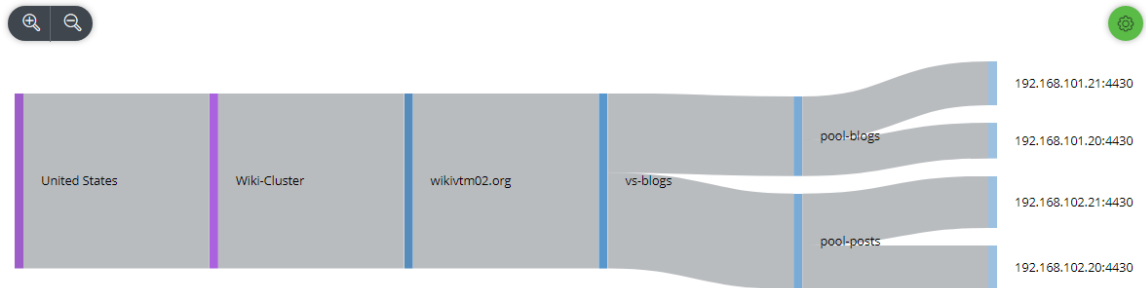 United States
Wiki-Cluster
wikivtm02.org
vs-blogs
pool-blogs
pool-posts
192.168.101.21:4430
192.168.101.20:4430
192.168.102.21:4430
192.168.102.20:4430